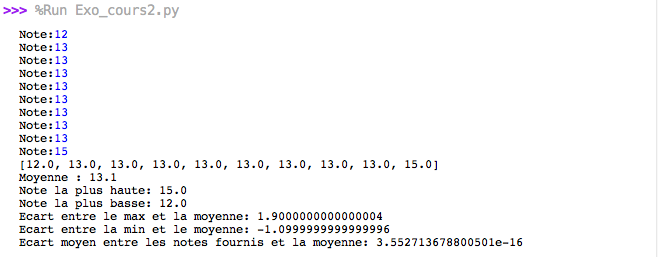 >>> %Run Exo_cours2.py
Note:12
Note:13
Note:13
Note:13
Note:13
Note:13
Note:13
Note:13
Note:13
Note:15
[12.0, 13.0, 13.0, 13.0, 13.0, 13.0, 13.0, 13.0, 13.0, 15.0]
Moyenne : 13.1
Note la plus haute: 15.0
Note la plus basse: 12.0
Ecart entre le max et la moyenne: 1.9000000000000004
Ecart entre la min et le moyenne: -1.0999999999999996
Ecart moyen entre les notes fournis et la moyenne: 3.552713678800501e-16